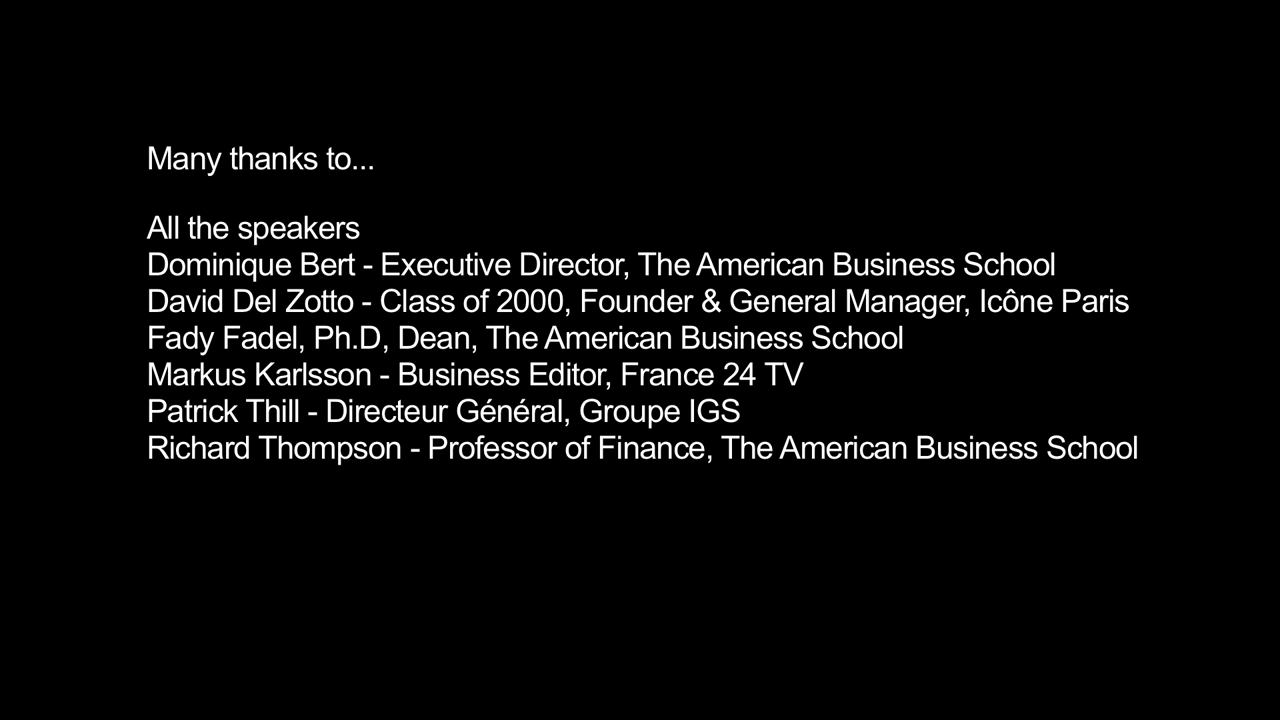 Many thanks to...
All the speakers
Dominique Bert - Executive Director, The American Business School
David Del Zotto - Class of 2000, Founder & General Manager, Icône Paris
Fady Fadel, Ph.D, Dean, The American Business School
Markus Karlsson - Business Editor, France 24 TV
Patrick Thill - Directeur Général, Groupe IGS
Richard Thompson - Professor of Finance, The American Business School